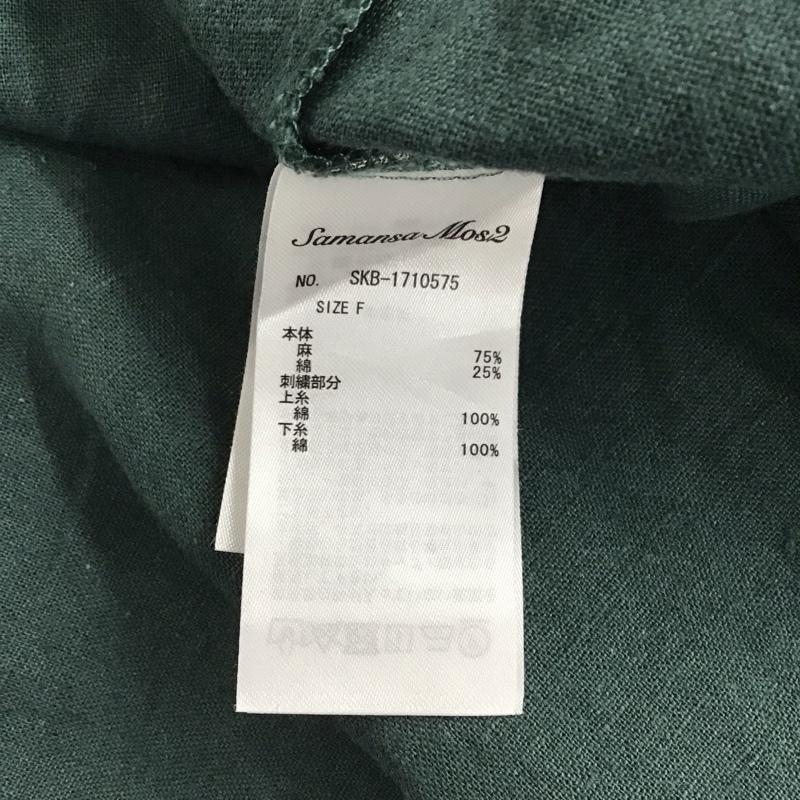 Samansa Mos2
NO. SKB-1710575
SIZE F
本体
麻 75%
綿 25%
刺繍部分
上糸
綿 100%
下糸
綿 100%